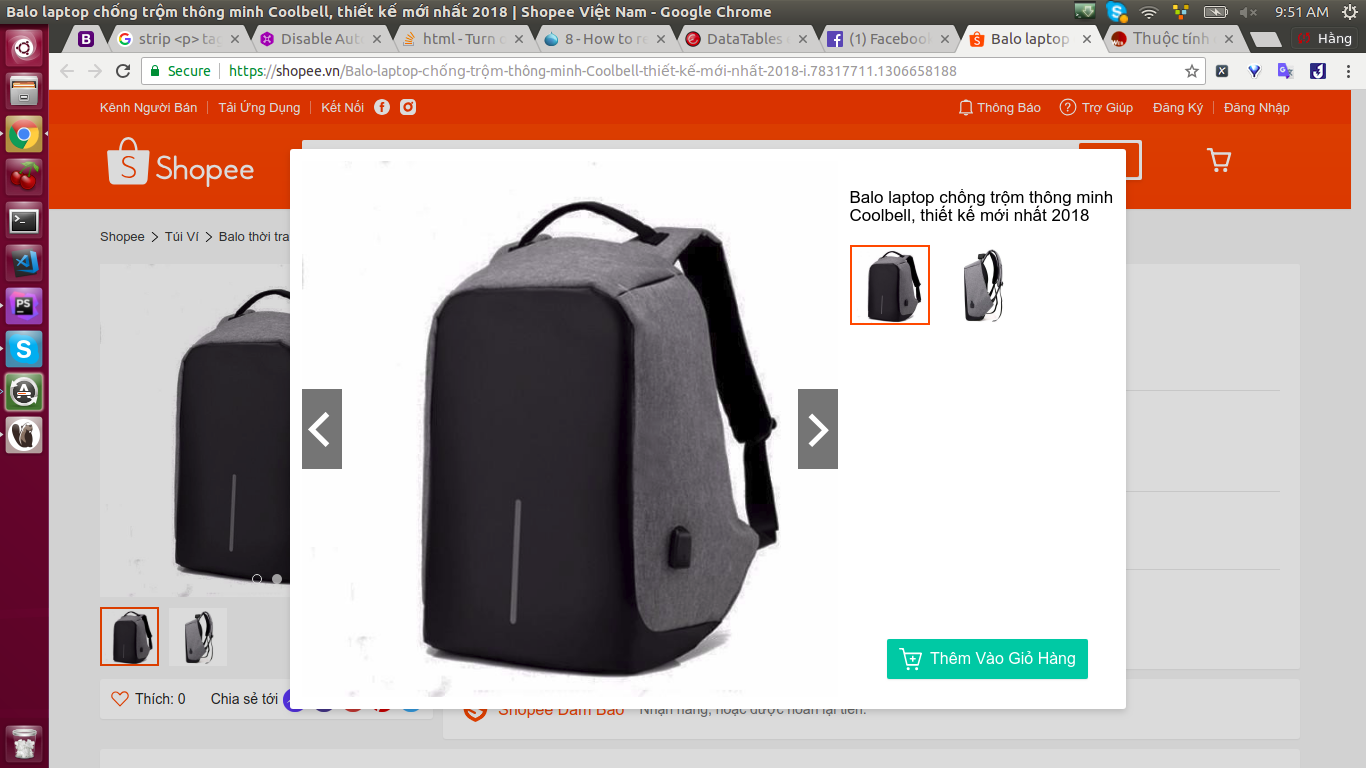 Balo laptop chống trộm thông minh Coolbell, thiết kế mới nhất 2018 | Shopee Việt Nam - Google Chrome
9:51 AM
B
strip <p> ta
Disable Aut
html - Turn o
8 - How to re
DataTables
(1) Facebook
Balo laptop
Thuộc tính
Hằng
Secure
https://shopee.vn/Balo-laptop-chống-trộm-thông-minh-Coolbell-thiết-kế-mới-nhất-2018-i.78317711.1306658188
Kênh Người Bán
Tải Ứng Dụng
Kết Nối
Thông Báo
Trợ Giúp
Đăng Ký
Đăng Nhập
Shopee
Balo laptop chống trộm thông minh
Coolbell, thiết kế mới nhất 2018
Shopee > Túi Ví > Balo thời tra
Thêm Vào Giỏ Hàng
Thích: 0
Chia sẻ tới
Shopee Đảm Bảo
Nhận hàng, hoặc được hoàn lại tiền.